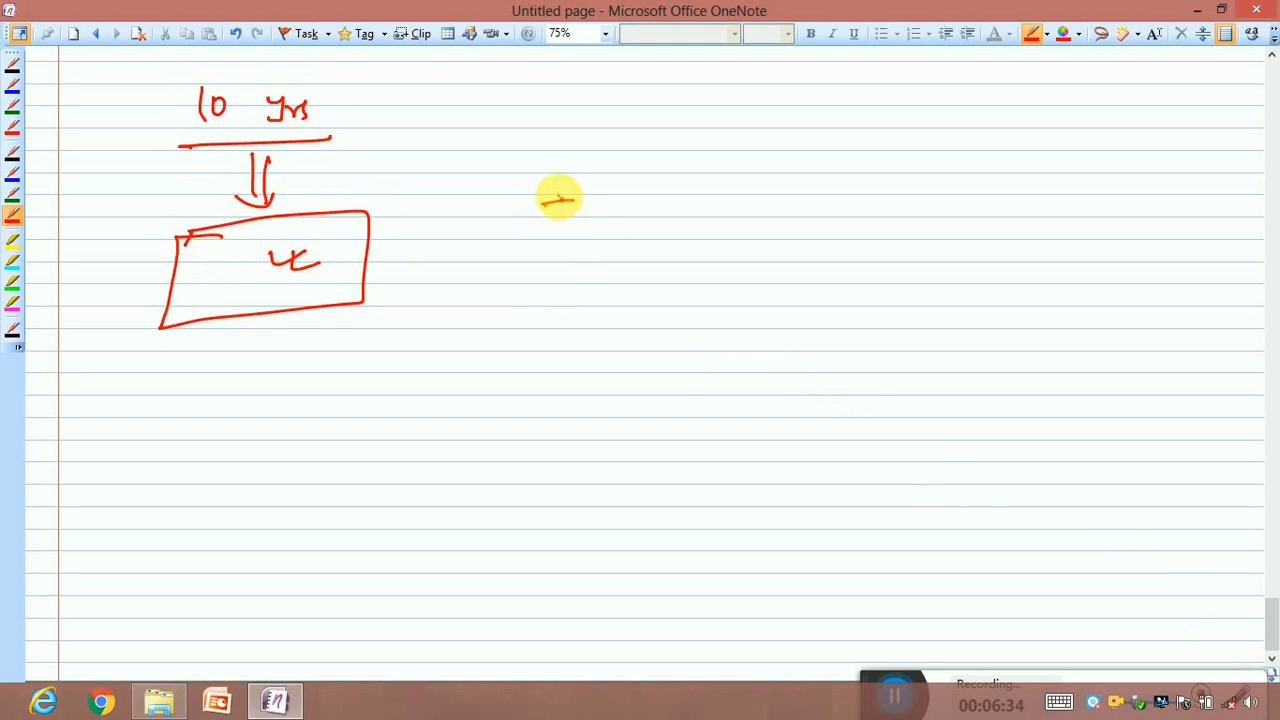 Untitled page - Microsoft Office OneNote
Task
Tag
Clip
75%
B I U
10 yrs
Recording...
00:06:34